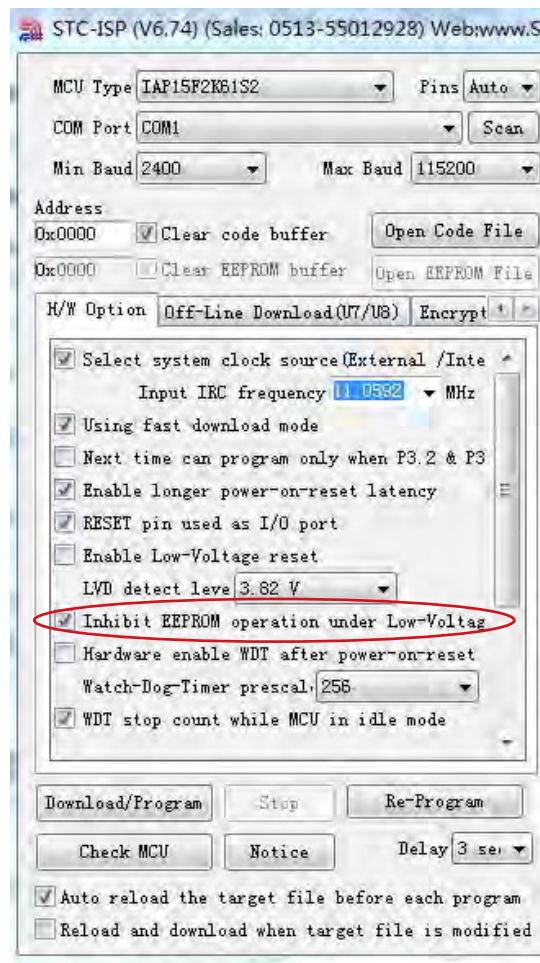 STC-ISP (V6.74) (Sales: 0513-55012928) Web:www.S
MCU Type IAP15F2K61S2 Pins Auto
COM Port COM1 Scan
Min Baud 2400 Max Baud 115200
Address
0x0000 Clear code buffer Open Code File
0x0000 Clear EEPROM buffer Open EEPROM File
H/W Option Off-Line Download(U7/U8) Encrypt
Select system clock source(External /Inte
Input IRC frequency 11.0592 MHz
Using fast download mode
Next time can program only when P3.2 & P3
Enable longer power-on-reset latency
RESET pin used as I/O port
Enable Low-Voltage reset
LVD detect leve 3.82 V
Inhibit EEPROM operation under Low-Voltag
Hardware enable WDT after power-on-reset
Watch-Dog-Timer prescal 256
WDT stop count while MCU in idle mode
Download/Program Stop Re-Program
Check MCU Notice Delay 3 se
Auto reload the target file before each program
Reload and download when target file is modified